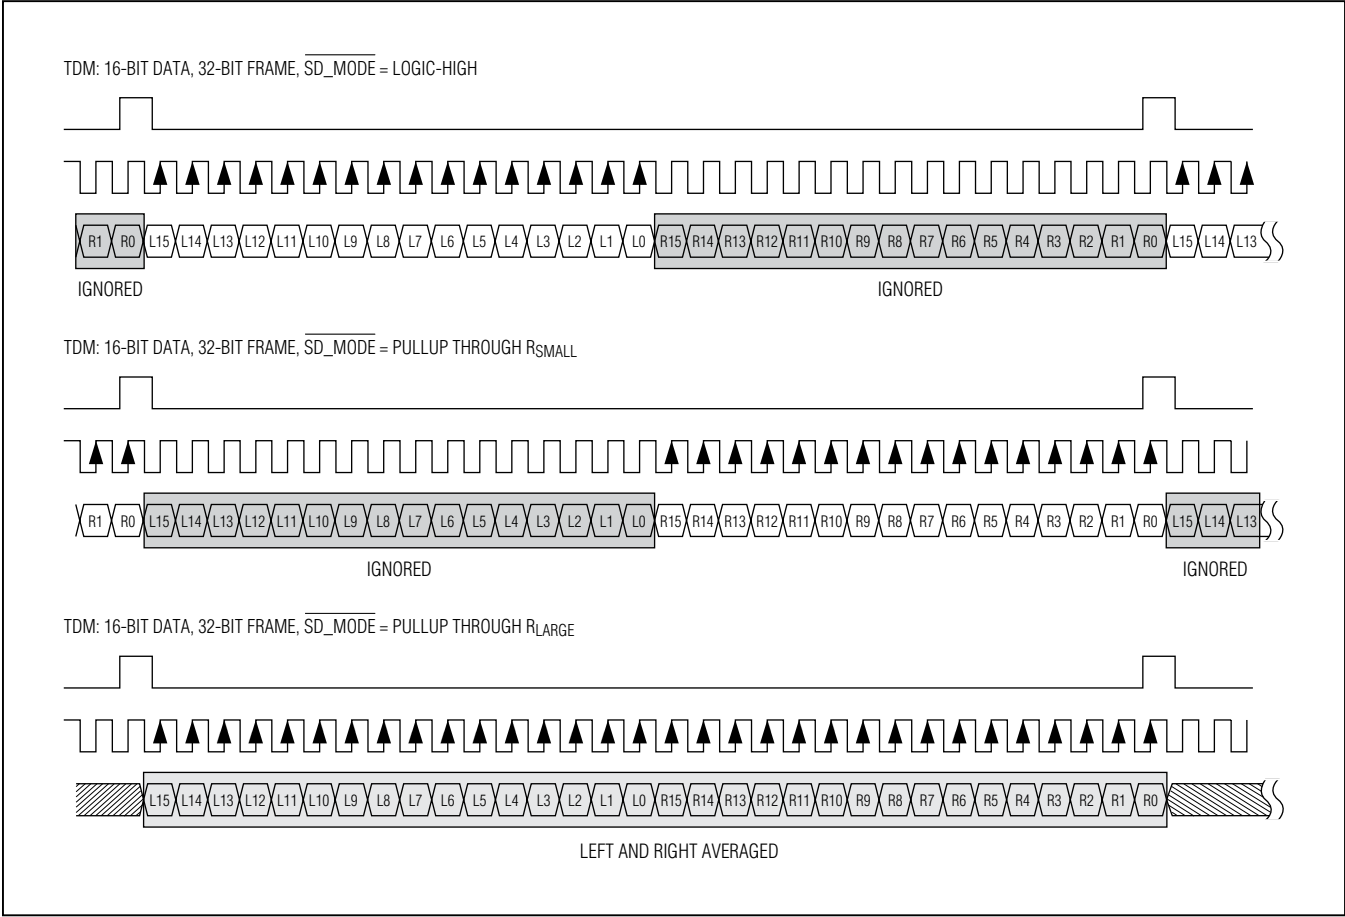 TDM: 16-BIT DATA, 32-BIT FRAME, SD_MODE = LOGIC-HIGH
R1 R0 L15 L14 L13 L12 L11 L10 L9 L8 L7 L6 L5 L4 L3 L2 L1 L0 R15 R14 R13 R12 R11 R10 R9 R8 R7 R6 R5 R4 R3 R2 R1 R0 L15 L14 L13
IGNORED IGNORED
TDM: 16-BIT DATA, 32-BIT FRAME, SD_MODE = PULLUP THROUGH RSMALL
R1 R0 L15 L14 L13 L12 L11 L10 L9 L8 L7 L6 L5 L4 L3 L2 L1 L0 R15 R14 R13 R12 R11 R10 R9 R8 R7 R6 R5 R4 R3 R2 R1 R0 L15 L14 L13
IGNORED IGNORED
TDM: 16-BIT DATA, 32-BIT FRAME, SD_MODE = PULLUP THROUGH RLARGE
L15 L14 L13 L12 L11 L10 L9 L8 L7 L6 L5 L4 L3 L2 L1 L0 R15 R14 R13 R12 R11 R10 R9 R8 R7 R6 R5 R4 R3 R2 R1 R0
LEFT AND RIGHT AVERAGED